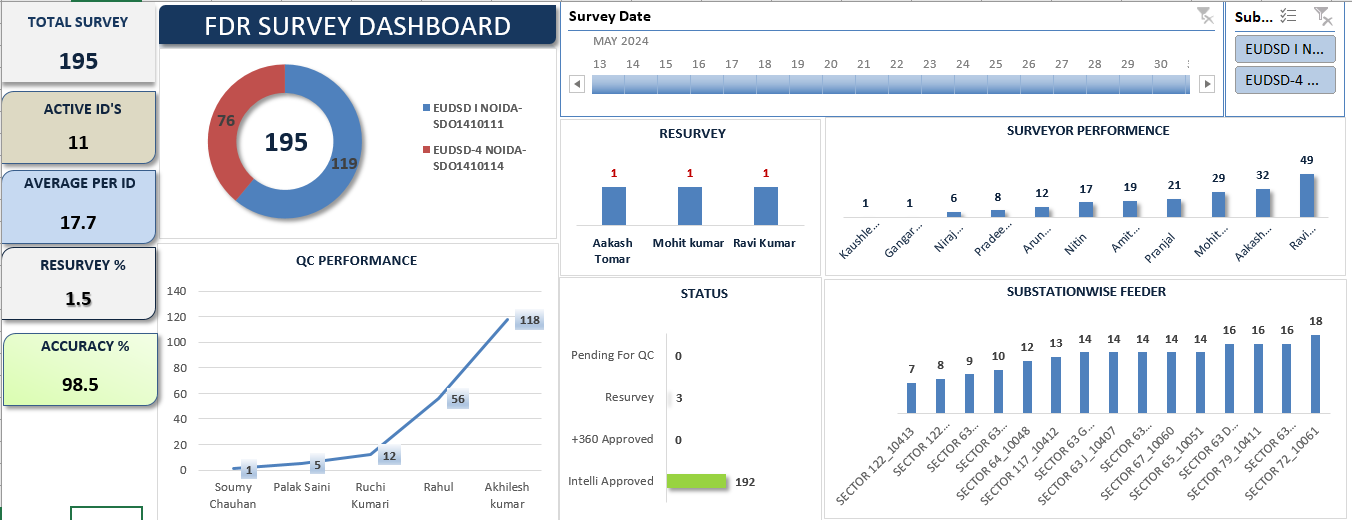 TOTAL SURVEY
195
ACTIVE ID'S
11
AVERAGE PER ID
17.7
RESURVEY %
1.5
ACCURACY %
98.5
FDR SURVEY DASHBOARD
76
195
119
EUDSD I NOIDA-
SDO1410111
EUDSD-4 NOIDA-
SDO1410114
Survey Date
MAY 2024
13 14 15 16 17 18 19 20 21 22 23 24 25 26 27 28 29 30
Sub...
EUDSD I N...
EUDSD-4 ...
RESURVEY
1 1 1
Aakash
Tomar
Mohit kumar
Ravi Kumar
SURVEYOR PERFORMENCE
1 1 6 8 12 17 19 21 29 32 49
Kaushle...
Gangar...
Niraj...
Pradee...
Arun...
Nitin
Amit...
Pranjal
Mohit...
Aakash...
Ravi...
QC PERFORMANCE
140
120
100
80
60
40
20
0
1 5 12 56 118
Soumy
Chauhan
Palak Saini
Ruchi
Kumari
Rahul
Akhilesh
kumar
STATUS
Pending For QC 0
Resurvey 3
+360 Approved 0
Intelli Approved 192
SUBSTATIONWISE FEEDER
7 8 9 10 12 13 14 14 14 14 14 16 16 16 18
SECTOR 122_10413
SECTOR 122...
SECTOR 63...
SECTOR 63...
SECTOR 64_10048
SECTOR 117_10412
SECTOR 63 G...
SECTOR 63 J_10407
SECTOR 63...
SECTOR 67_10060
SECTOR 65_10051
SECTOR 63 D...
SECTOR 79_10411
SECTOR 63...
SECTOR 72_10061